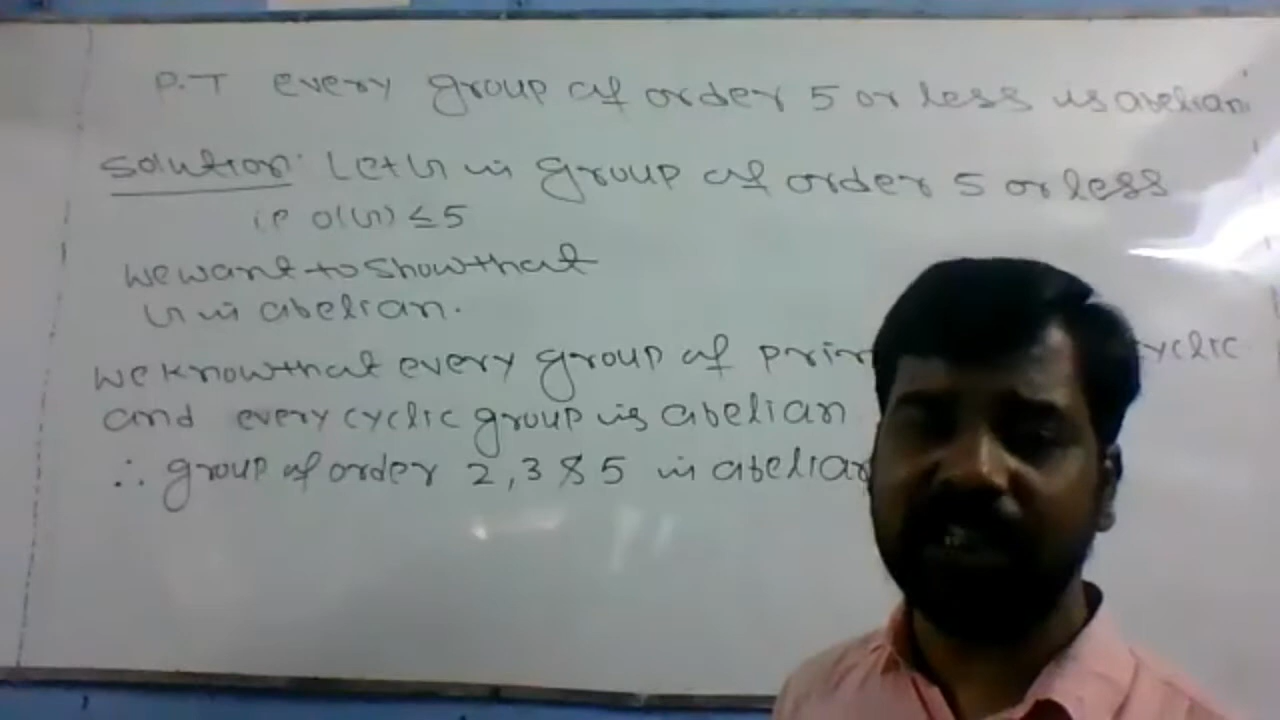 P.T every group of order 5 or less is abelian.
Solution: Let G is group of order 5 or less
i.e O(G) ≤ 5
we want to show that
G is abelian.
we know that every group of prim yclic
and every cyclic group is abelian
∴ group of order 2, 3 & 5 is abelian